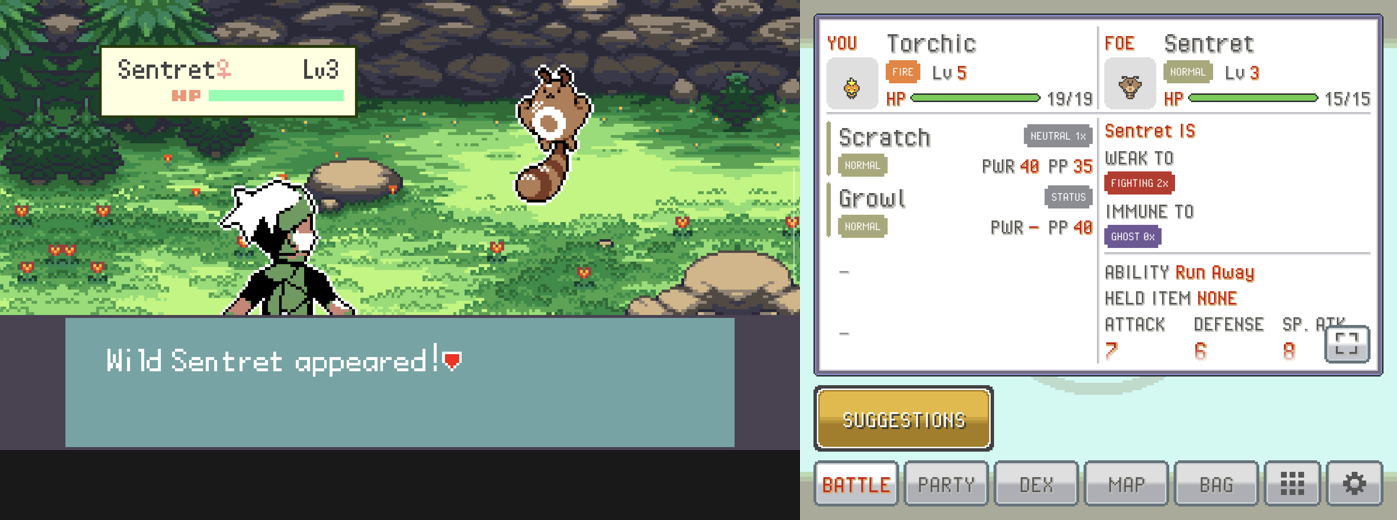 Sentret♀ Lv3
HP
Wild Sentret appeared!
YOU Torchic
FIRE Lv 5
HP 19/19
FOE Sentret
NORMAL Lv 3
HP 15/15
Scratch NEUTRAL 1x
NORMAL PWR 40 PP 35
Growl STATUS
NORMAL PWR – PP 40
–
–
Sentret IS
WEAK TO
FIGHTING 2x
IMMUNE TO
GHOST 0x
ABILITY Run Away
HELD ITEM NONE
ATTACK DEFENSE SP. ATK
7 6 8
SUGGESTIONS
BATTLE PARTY DEX MAP BAG